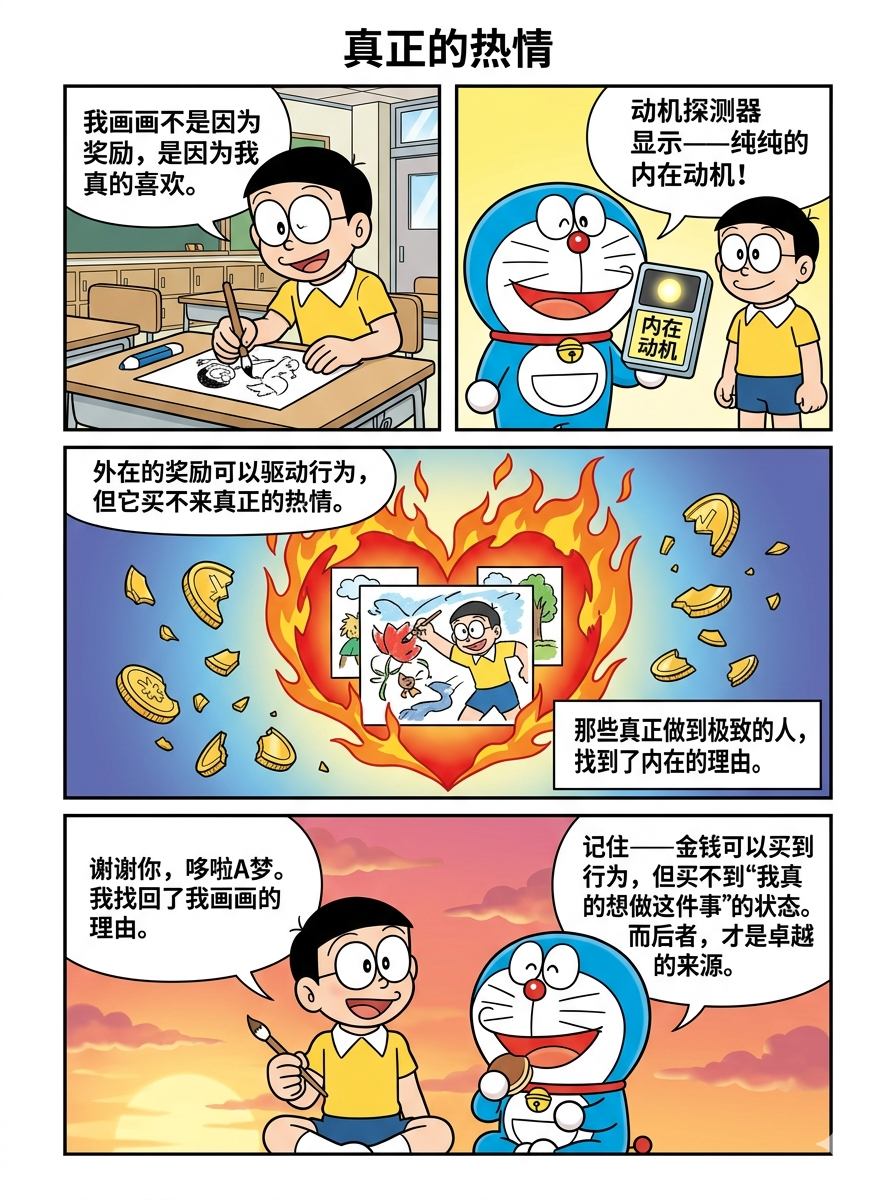 真正的热情
我画画不是因为
奖励，是因为我
真的喜欢。
动机探测器
显示——纯纯的
内在动机！
内在
动机
外在的奖励可以驱动行为，
但它买不来真正的热情。
那些真正做到极致的人，
找到了内在的理由。
谢谢你，哆啦A梦。
我找回了我画画的
理由。
记住——金钱可以买到
行为，但买不到“我真
的想做这件事”的状态。
而后者，才是卓越
的来源。